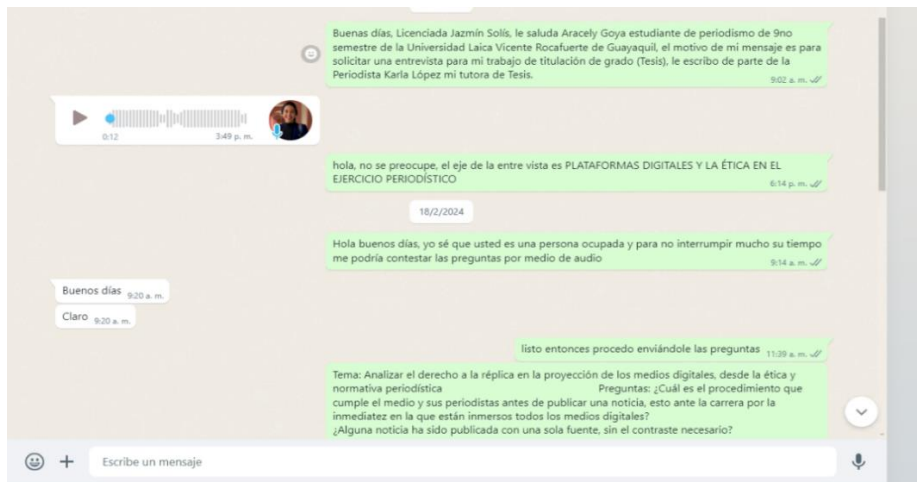 Buenas días, Licenciada Jazmín Solís, le saluda Aracely Goya estudiante de periodismo de 9no
semestre de la Universidad Laica Vicente Rocafuerte de Guayaquil, el motivo de mi mensaje es para
solicitar una entrevista para mi trabajo de titulación de grado (Tesis), le escribo de parte de la
Periodista Karla López mi tutora de Tesis.
9:02 a. m.
0:12
3:49 p. m.
hola, no se preocupe, el eje de la entre vista es PLATAFORMAS DIGITALES Y LA ÉTICA EN EL
EJERCICIO PERIODÍSTICO
6:14 p. m.
18/2/2024
Hola buenos días, yo sé que usted es una persona ocupada y para no interrumpir mucho su tiempo
me podría contestar las preguntas por medio de audio
9:14 a. m.
Buenos días 9:20 a. m.
Claro 9:20 a. m.
listo entonces procedo enviándole las preguntas 11:39 a. m.
Tema: Analizar el derecho a la réplica en la proyección de los medios digitales, desde la ética y
normativa periodística Preguntas: ¿Cuál es el procedimiento que
cumple el medio y sus periodistas antes de publicar una noticia, esto ante la carrera por la
inmediatez en la que están inmersos todos los medios digitales?
¿Alguna noticia ha sido publicada con una sola fuente, sin el contraste necesario?
Escribe un mensaje